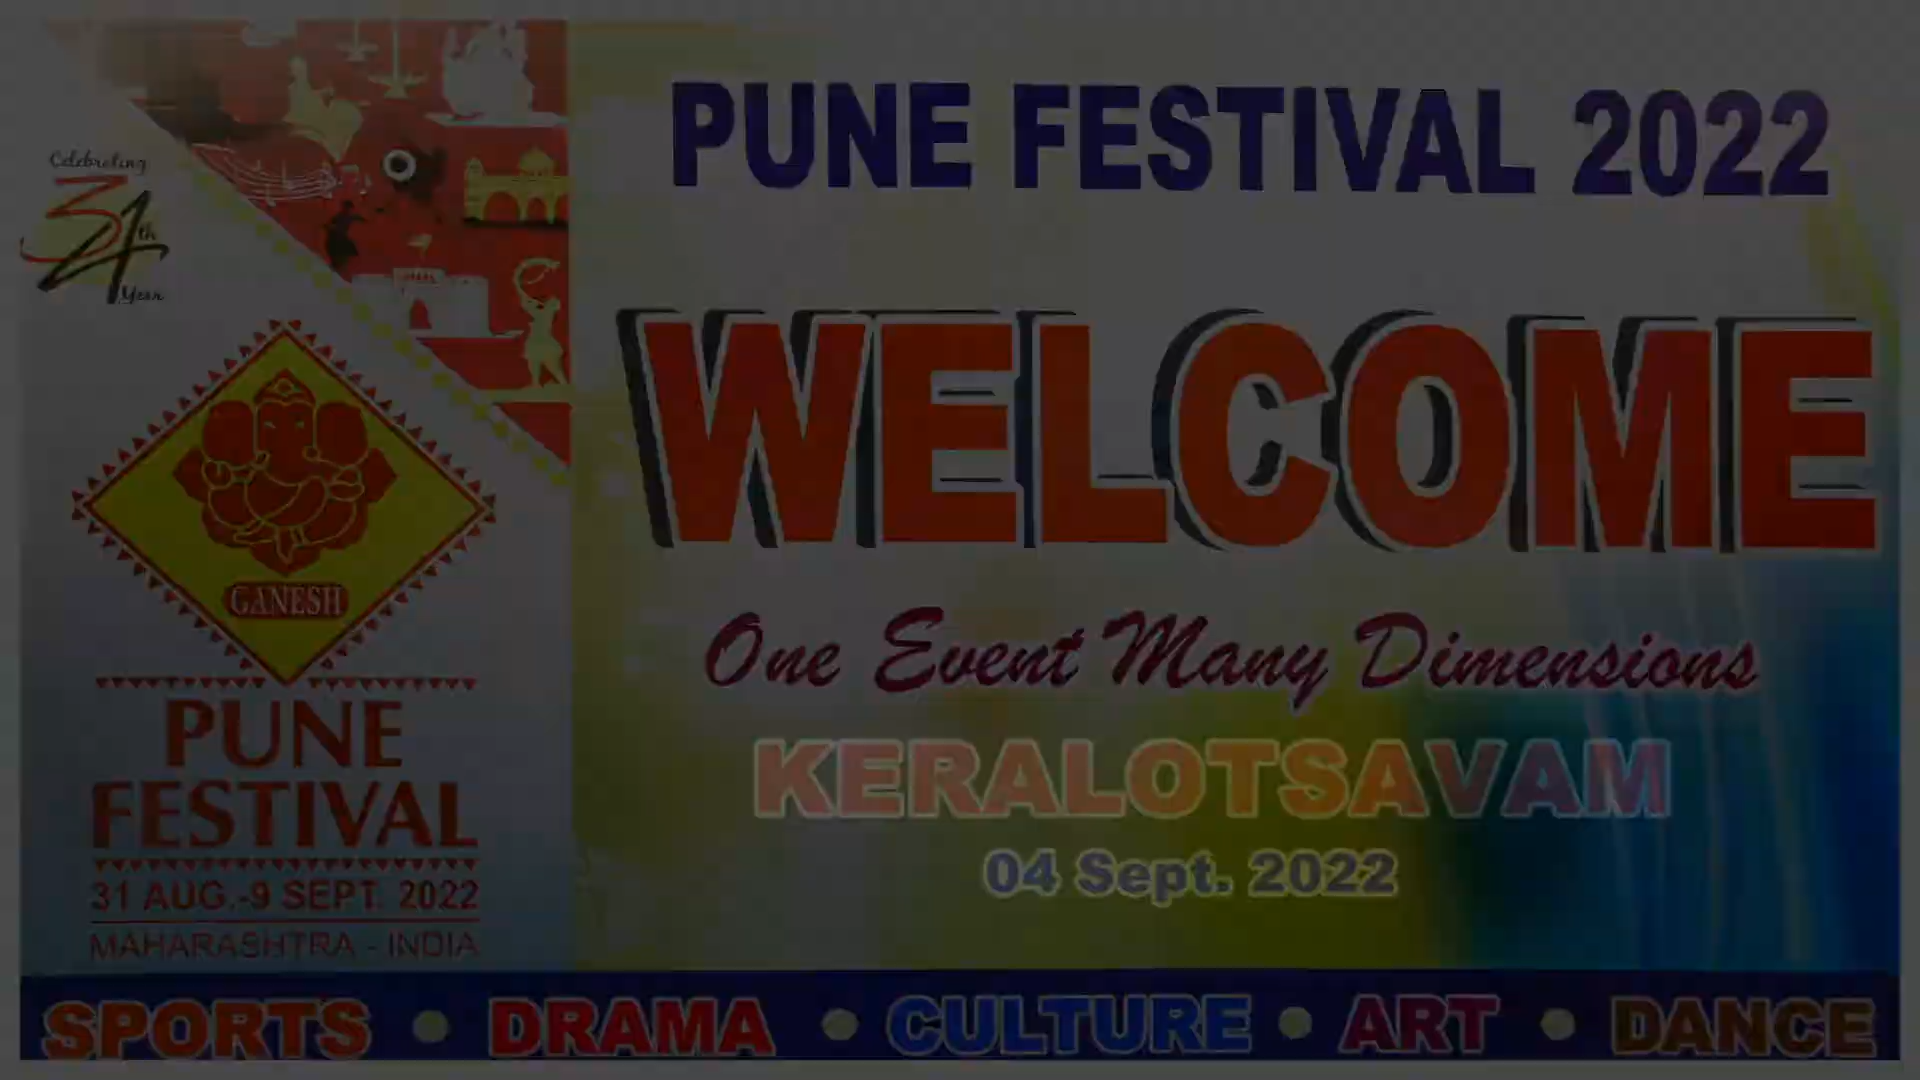 Celebrating
34th
Year
GANESH
PUNE
FESTIVAL
31 AUG.-9 SEPT. 2022
MAHARASHTRA - INDIA
PUNE FESTIVAL 2022
WELCOME
One Event Many Dimensions
KERALOTSAVAM
04 Sept. 2022
SPORTS • DRAMA • CULTURE • ART • DANCE